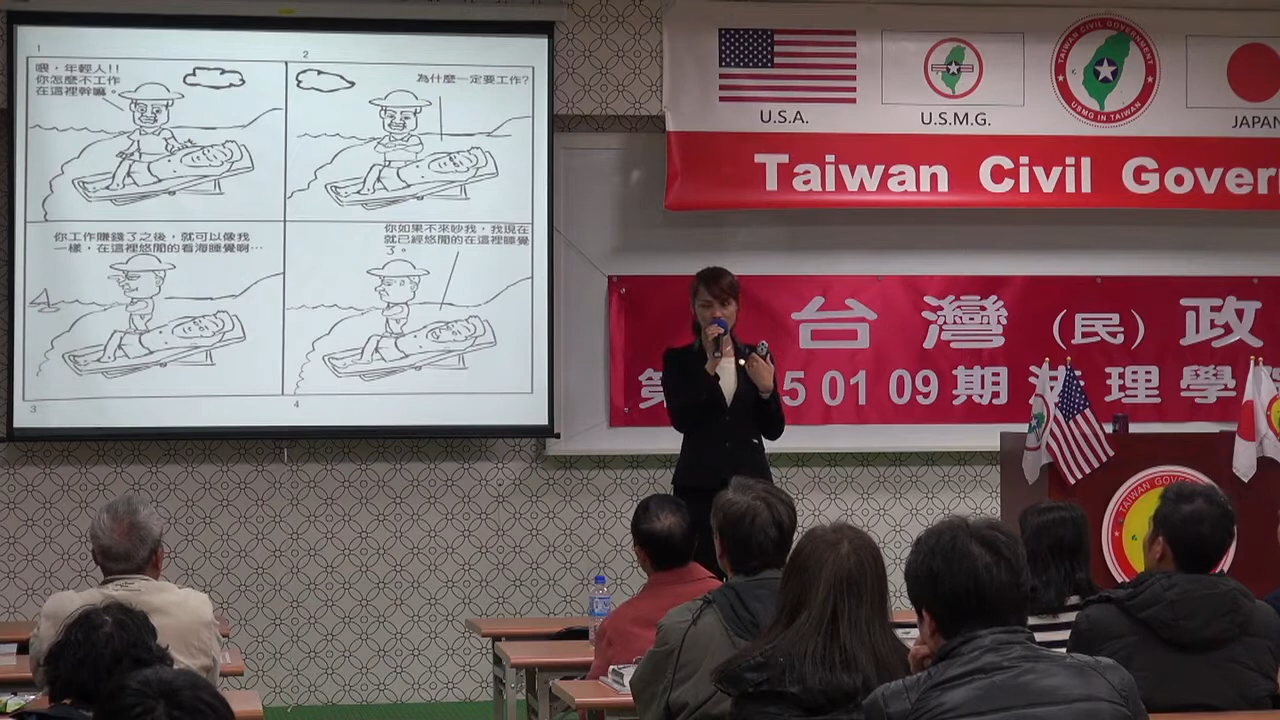 1
2
喂，年輕人!!
你怎麼不工作
在這裡幹嘛。
為什麼一定要工作?
你工作賺錢了之後，就可以像我
一樣，在這裡悠閒的看海睡覺啊…
你如果不來吵我，我現在
就已經悠閒的在這裡睡覺
了。
3
4
U.S.A.
U.S.M.G.
TAIWAN CIVIL GOVERNMENT
USMG IN TAIWAN
JAPAN
Taiwan Civil Gover
台灣(民)政
第 5 01 09 期 理學
TAIWAN GOVER